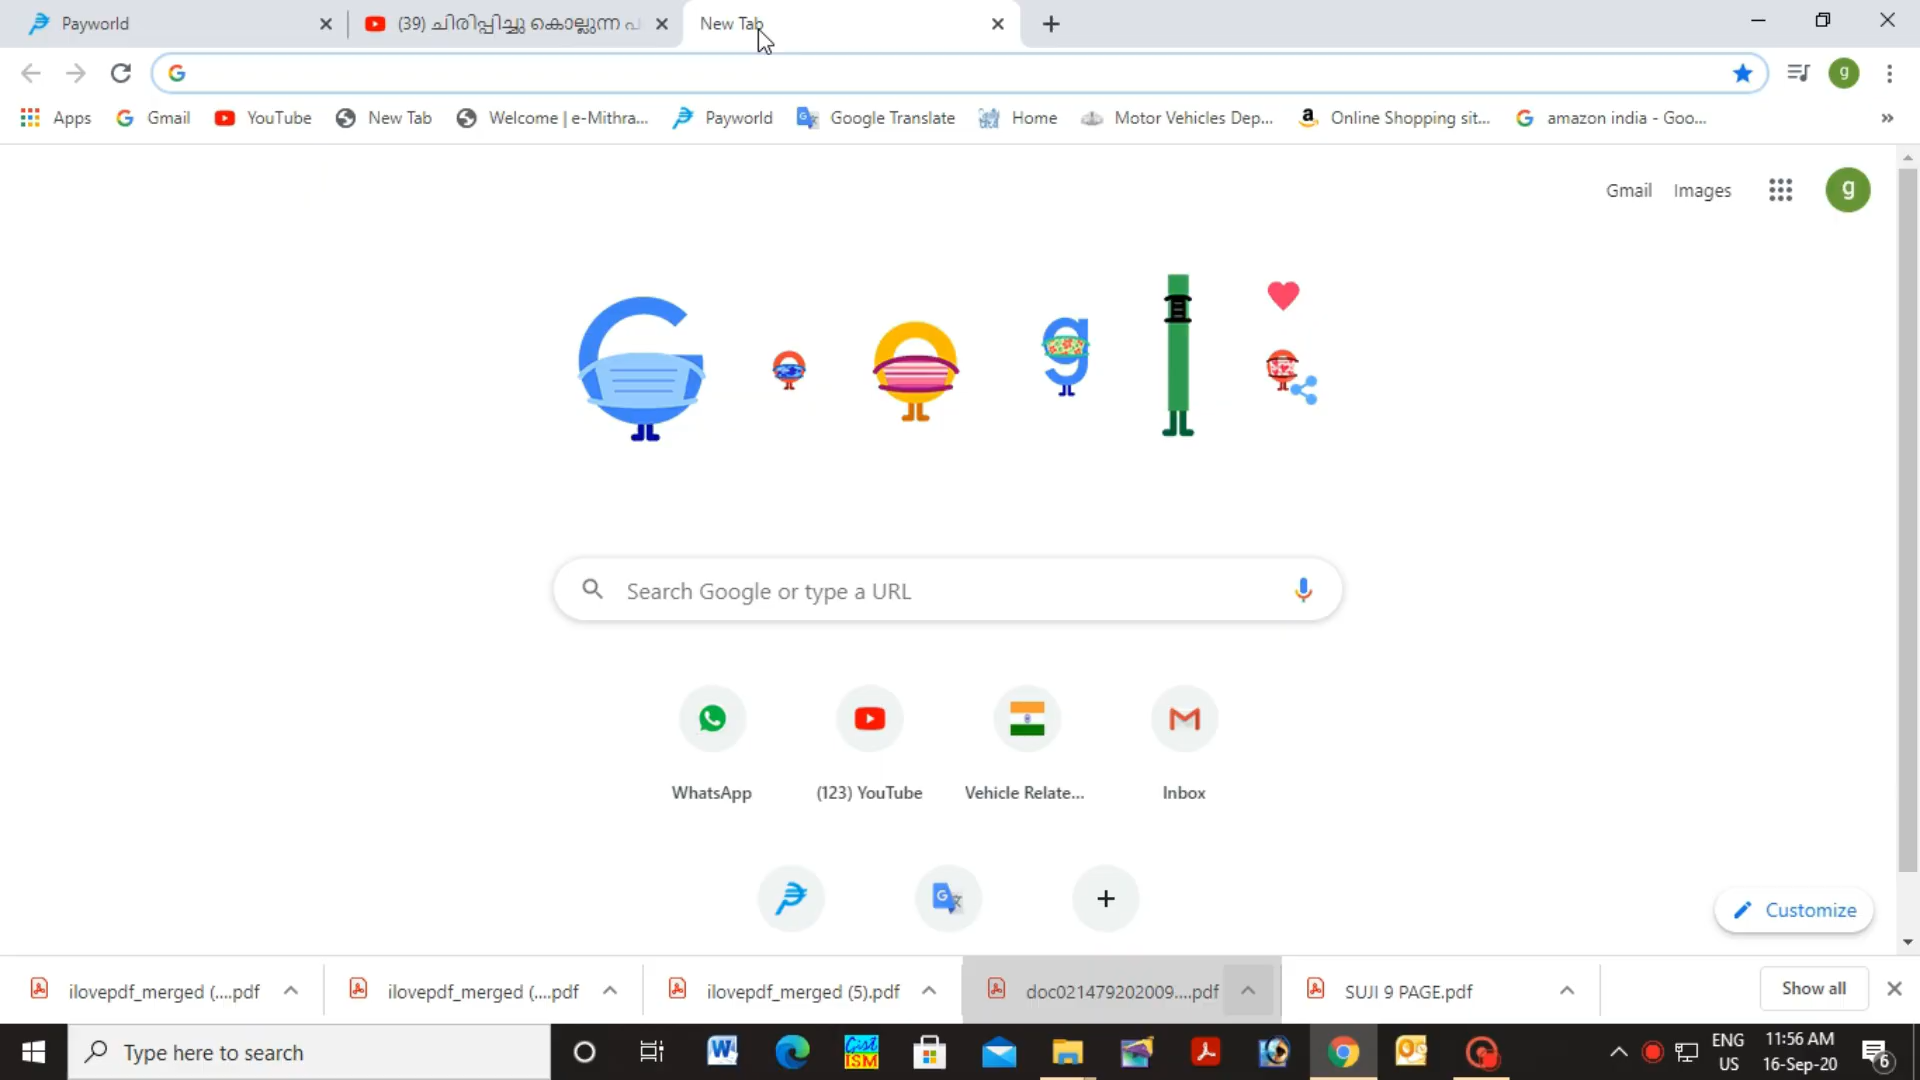 Payworld
(39) ചിരിപ്പിച്ചു കൊല്ലുന്ന
New Tab
Apps
Gmail
YouTube
New Tab
Welcome | e-Mithra...
Payworld
Google Translate
Home
Motor Vehicles Dep...
Online Shopping sit...
amazon india - Goo...
»
Gmail Images
g
Search Google or type a URL
WhatsApp
(123) YouTube
Vehicle Relate...
Inbox
Customize
ilovepdf_merged (....pdf
ilovepdf_merged (....pdf
ilovepdf_merged (5).pdf
doc021479202009....pdf
SUJI 9 PAGE.pdf
Show all
Type here to search
ISM
ENG
US
11:56 AM
16-Sep-20
6